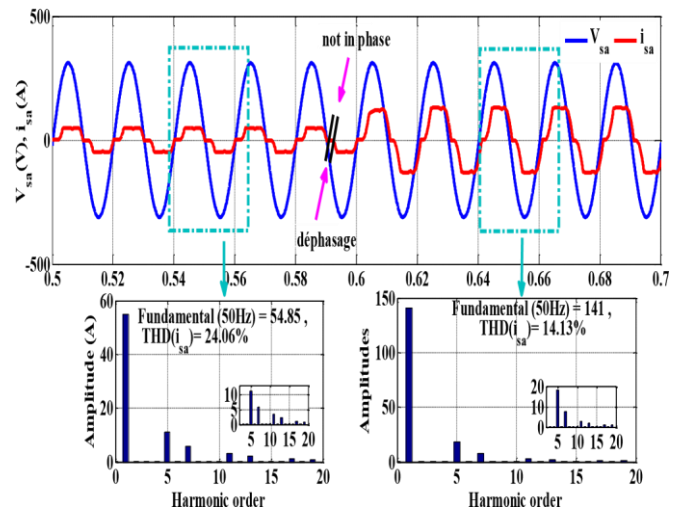 500
0
-500
V_sa(V), i_sa(A)
not in phase
V_sa
i_sa
déphasage
0.5 0.52 0.54 0.56 0.58 0.6 0.62 0.64 0.66 0.68 0.7
60
40
20
0
Amplitude (A)
Fundamental (50Hz) = 54.85 ,
THD(i_sa)= 24.06%
10
5
0
5 10 15 20
0 5 10 15 20
Harmonic order
150
100
50
0
Amplitudes
Fundamental (50Hz) = 141 ,
THD(i_sa)= 14.13%
20
10
0
5 10 15 20
0 5 10 15 20
Harmonic order